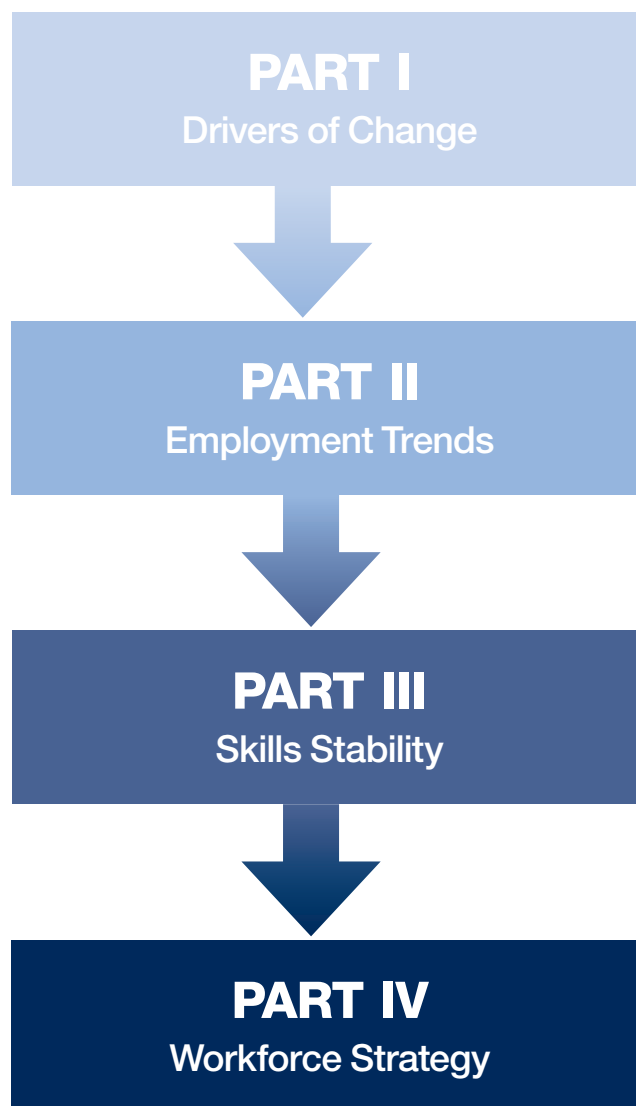 PART I
Drivers of Change
PART II
Employment Trends
PART III
Skills Stability
PART IV
Workforce Strategy